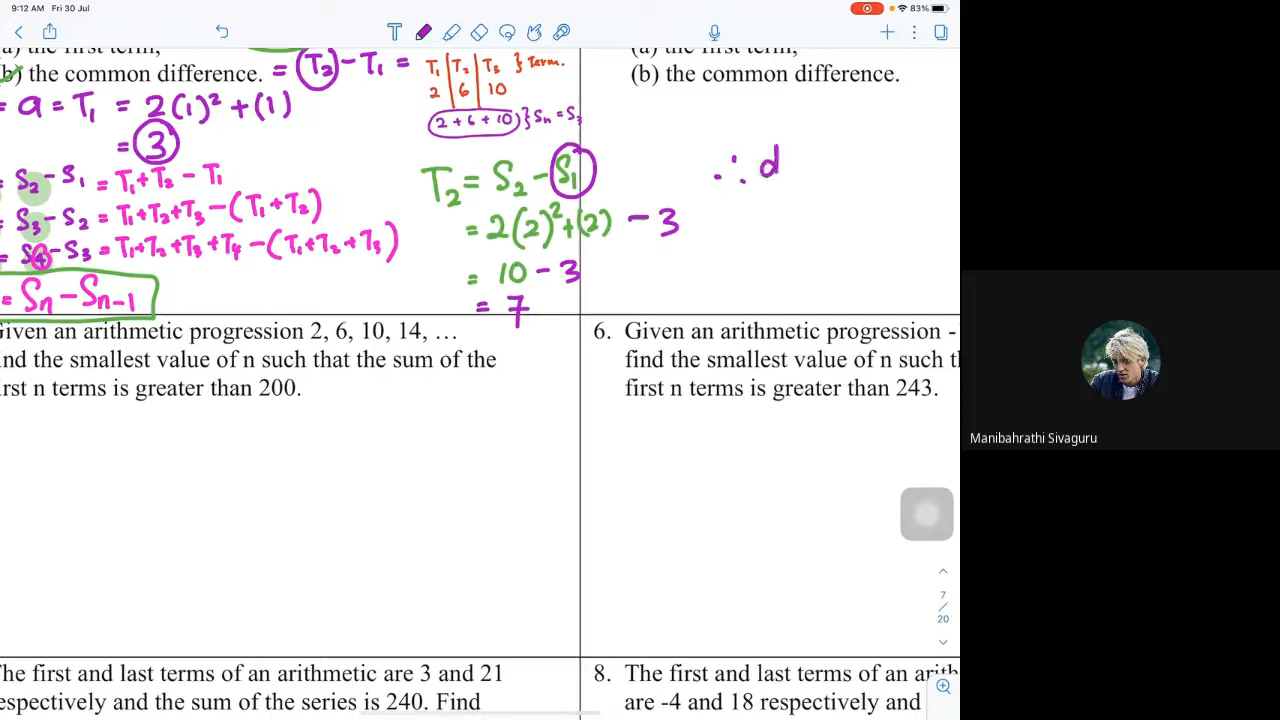 9:12 AM Fri 30 Jul
83%
(a) the first term,
(b) the common difference. = T2 - T1 =
= a = T1 = 2(1)² + (1)
= 3
= S2 - S1 = T1 + T2 - T1
= S3 - S2 = T1 + T2 + T3 - (T1 + T2)
= S4 - S3 = T1 + T2 + T3 + T4 - (T1 + T2 + T3)
= Sn - Sn-1
T1 | T2 | T3 } Term.
2 | 6 | 10
2 + 6 + 10 } Sn = S3
T2 = S2 - S1
= 2(2)² + (2) - 3
= 10 - 3
= 7
(a) the first term,
(b) the common difference.
∴ d
Given an arithmetic progression 2, 6, 10, 14, …
find the smallest value of n such that the sum of the
first n terms is greater than 200.
6. Given an arithmetic progression -
find the smallest value of n such th
first n terms is greater than 243.
The first and last terms of an arithmetic are 3 and 21
respectively and the sum of the series is 240. Find
8. The first and last terms of an arith
are -4 and 18 respectively and
7
/
20
Manibahrathi Sivaguru